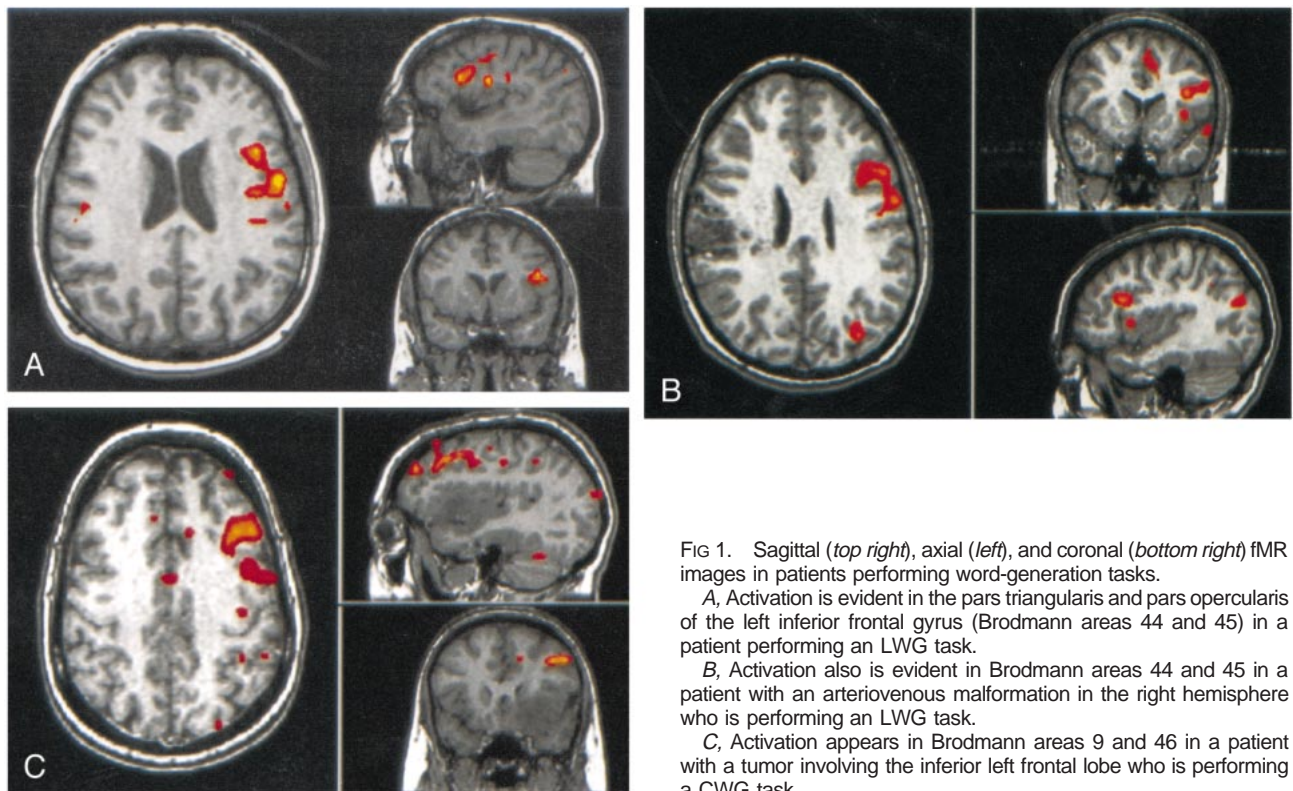 A
B
C
FIG 1. Sagittal (top right), axial (left), and coronal (bottom right) fMR
images in patients performing word-generation tasks.
A, Activation is evident in the pars triangularis and pars opercularis
of the left inferior frontal gyrus (Brodmann areas 44 and 45) in a
patient performing an LWG task.
B, Activation also is evident in Brodmann areas 44 and 45 in a
patient with an arteriovenous malformation in the right hemisphere
who is performing an LWG task.
C, Activation appears in Brodmann areas 9 and 46 in a patient
with a tumor involving the inferior left frontal lobe who is performing
a CWG task.